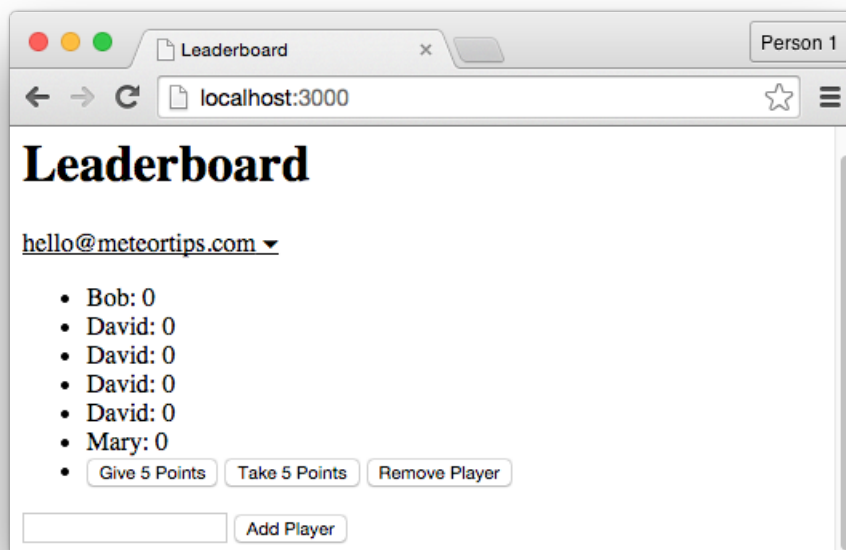 Leaderboard
Person 1
localhost:3000
Leaderboard
hello@meteortips.com
Bob: 0
David: 0
David: 0
David: 0
David: 0
Mary: 0
Give 5 Points Take 5 Points Remove Player
Add Player